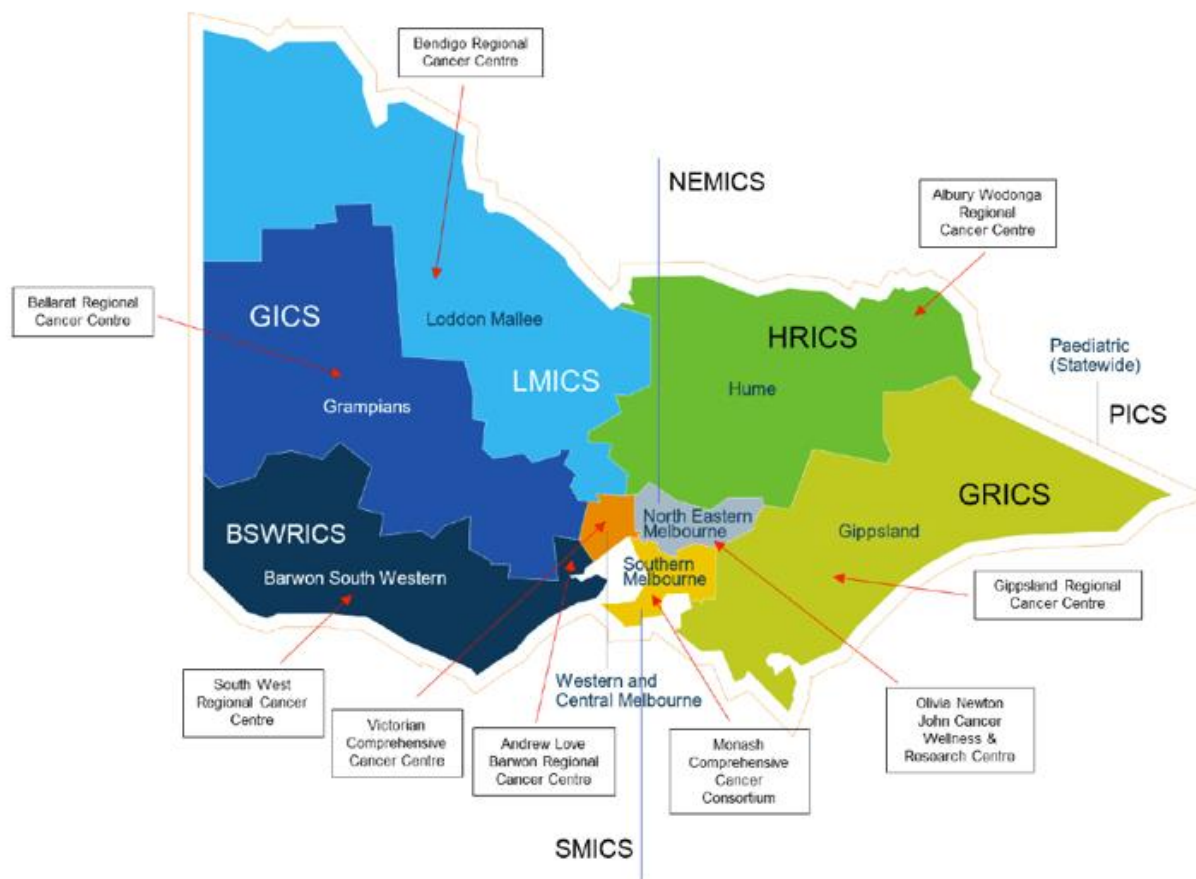 Bendigo Regional
Cancer Centre
NEMICS
Albury Wodonga
Regional
Cancer Centre
Ballarat Regional
Cancer Centre
GICS
Loddon Mallee
HRICS
Paediatric
(Statewide)
LMICS
Hume
PICS
Grampians
GRICS
North Eastern
Melbourne
Gippsland
BSWRICS
Barwon South Western
Southern
Melbourne
Gippsland Regional
Cancer Centre
South West
Regional Cancer
Centre
Western and
Central Melbourne
Victorian
Comprehensive
Cancer Centre
Andrew Love
Barwon Regional
Cancer Centre
Monash
Comprehensive
Cancer
Consortium
Olivia Newton
John Cancer
Wellness &
Research Centre
SMICS